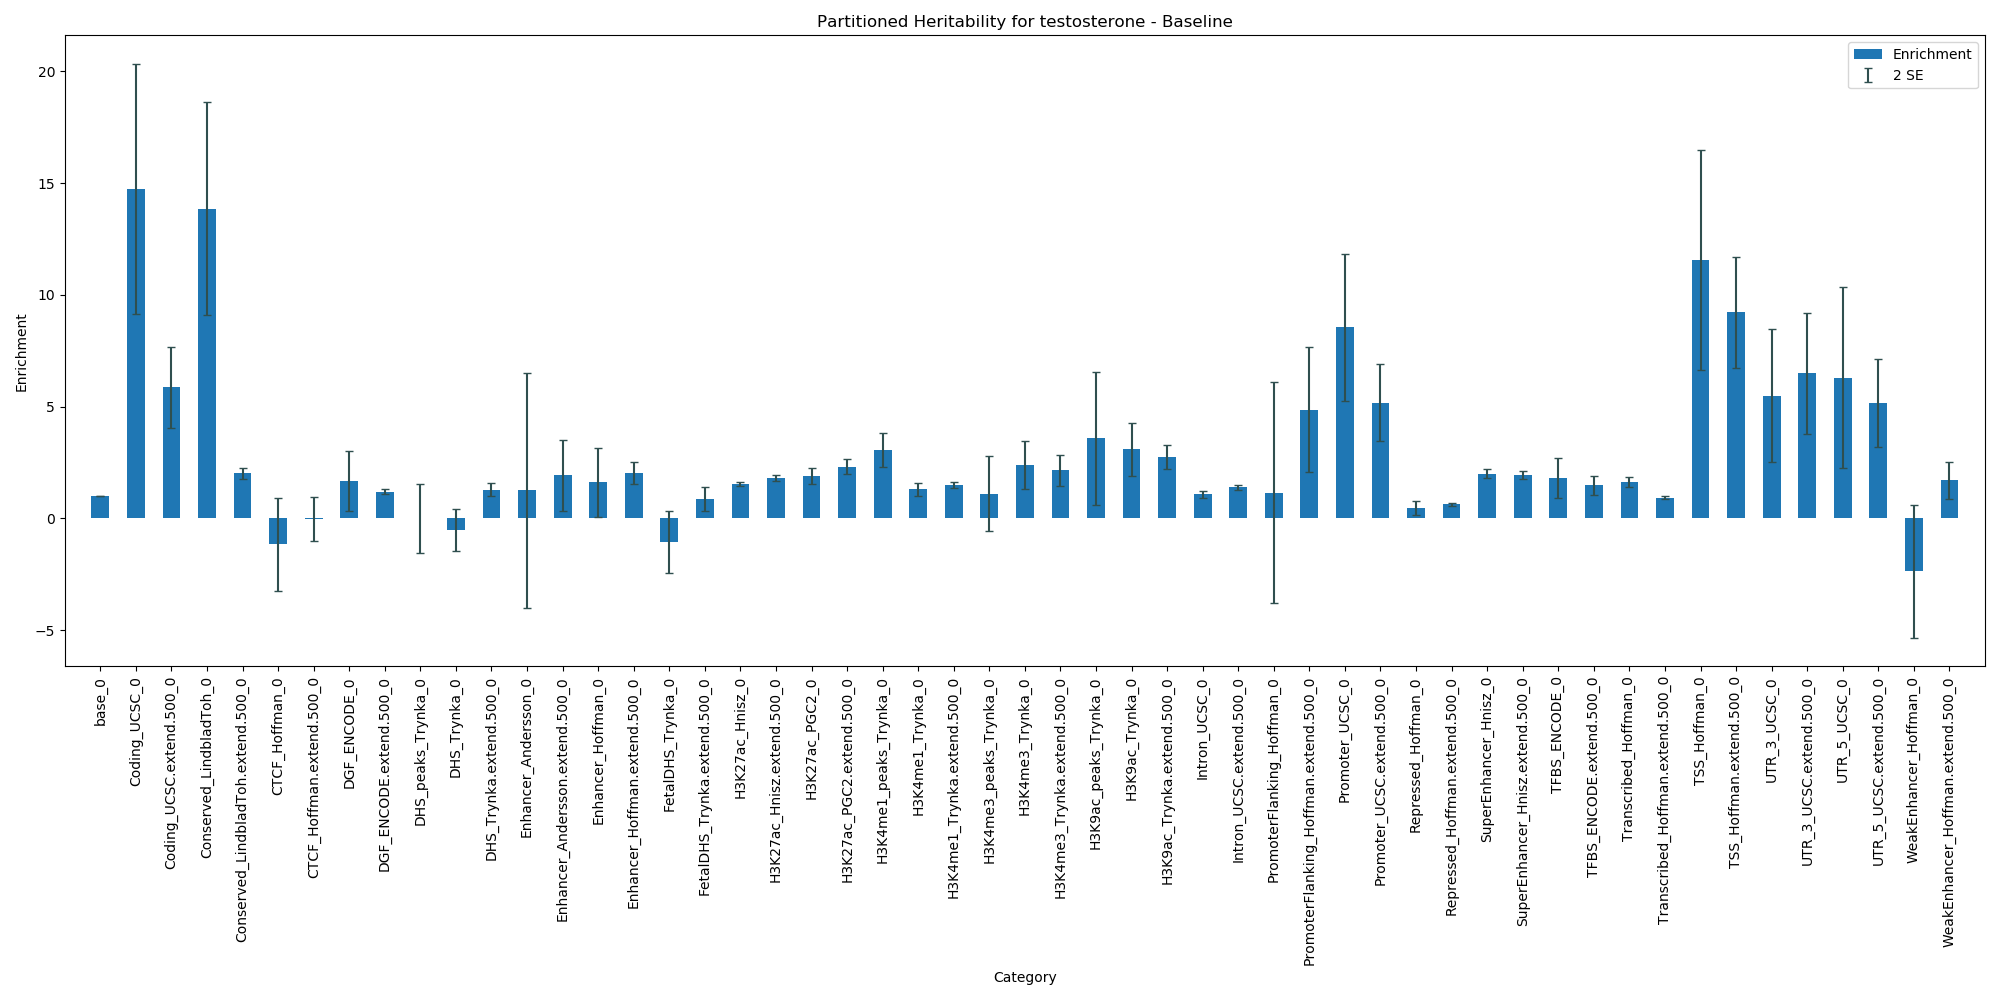 Partitioned Heritability for testosterone - Baseline
Enrichment
2 SE
Enrichment
20
15
10
5
0
−5
base_0
Coding_UCSC_0
Coding_UCSC.extend.500_0
Conserved_LindbladToh_0
Conserved_LindbladToh.extend.500_0
CTCF_Hoffman_0
CTCF_Hoffman.extend.500_0
DGF_ENCODE_0
DGF_ENCODE.extend.500_0
DHS_peaks_Trynka_0
DHS_Trynka_0
DHS_Trynka.extend.500_0
Enhancer_Andersson_0
Enhancer_Andersson.extend.500_0
Enhancer_Hoffman_0
Enhancer_Hoffman.extend.500_0
FetalDHS_Trynka_0
FetalDHS_Trynka.extend.500_0
H3K27ac_Hnisz_0
H3K27ac_Hnisz.extend.500_0
H3K27ac_PGC2_0
H3K27ac_PGC2.extend.500_0
H3K4me1_peaks_Trynka_0
H3K4me1_Trynka_0
H3K4me1_Trynka.extend.500_0
H3K4me3_peaks_Trynka_0
H3K4me3_Trynka_0
H3K4me3_Trynka.extend.500_0
H3K9ac_peaks_Trynka_0
H3K9ac_Trynka_0
H3K9ac_Trynka.extend.500_0
Intron_UCSC_0
Intron_UCSC.extend.500_0
PromoterFlanking_Hoffman_0
PromoterFlanking_Hoffman.extend.500_0
Promoter_UCSC_0
Promoter_UCSC.extend.500_0
Repressed_Hoffman_0
Repressed_Hoffman.extend.500_0
SuperEnhancer_Hnisz_0
SuperEnhancer_Hnisz.extend.500_0
TFBS_ENCODE_0
TFBS_ENCODE.extend.500_0
Transcribed_Hoffman_0
Transcribed_Hoffman.extend.500_0
TSS_Hoffman_0
TSS_Hoffman.extend.500_0
UTR_3_UCSC_0
UTR_3_UCSC.extend.500_0
UTR_5_UCSC_0
UTR_5_UCSC.extend.500_0
WeakEnhancer_Hoffman_0
WeakEnhancer_Hoffman.extend.500_0
Category